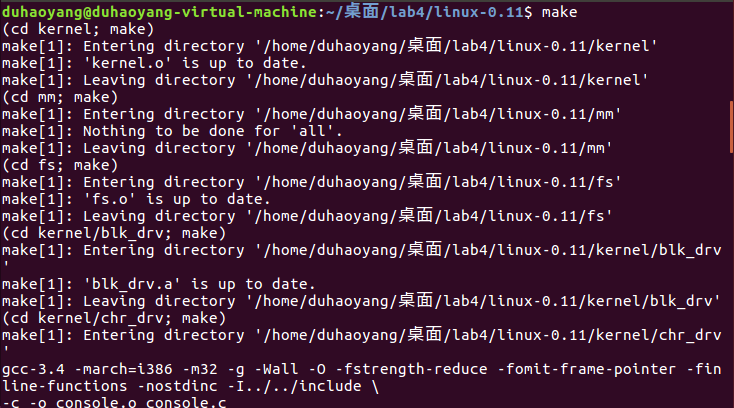 duhaoyang@duhaoyang-virtual-machine:~/桌面/lab4/linux-0.11$ make
(cd kernel; make)
make[1]: Entering directory '/home/duhaoyang/桌面/lab4/linux-0.11/kernel'
make[1]: 'kernel.o' is up to date.
make[1]: Leaving directory '/home/duhaoyang/桌面/lab4/linux-0.11/kernel'
(cd mm; make)
make[1]: Entering directory '/home/duhaoyang/桌面/lab4/linux-0.11/mm'
make[1]: Nothing to be done for 'all'.
make[1]: Leaving directory '/home/duhaoyang/桌面/lab4/linux-0.11/mm'
(cd fs; make)
make[1]: Entering directory '/home/duhaoyang/桌面/lab4/linux-0.11/fs'
make[1]: 'fs.o' is up to date.
make[1]: Leaving directory '/home/duhaoyang/桌面/lab4/linux-0.11/fs'
(cd kernel/blk_drv; make)
make[1]: Entering directory '/home/duhaoyang/桌面/lab4/linux-0.11/kernel/blk_drv
'
make[1]: 'blk_drv.a' is up to date.
make[1]: Leaving directory '/home/duhaoyang/桌面/lab4/linux-0.11/kernel/blk_drv'
(cd kernel/chr_drv; make)
make[1]: Entering directory '/home/duhaoyang/桌面/lab4/linux-0.11/kernel/chr_drv
'
gcc-3.4 -march=i386 -m32 -g -Wall -O -fstrength-reduce -fomit-frame-pointer -fin
line-functions -nostdinc -I../../include \
-c -o console.o console.c